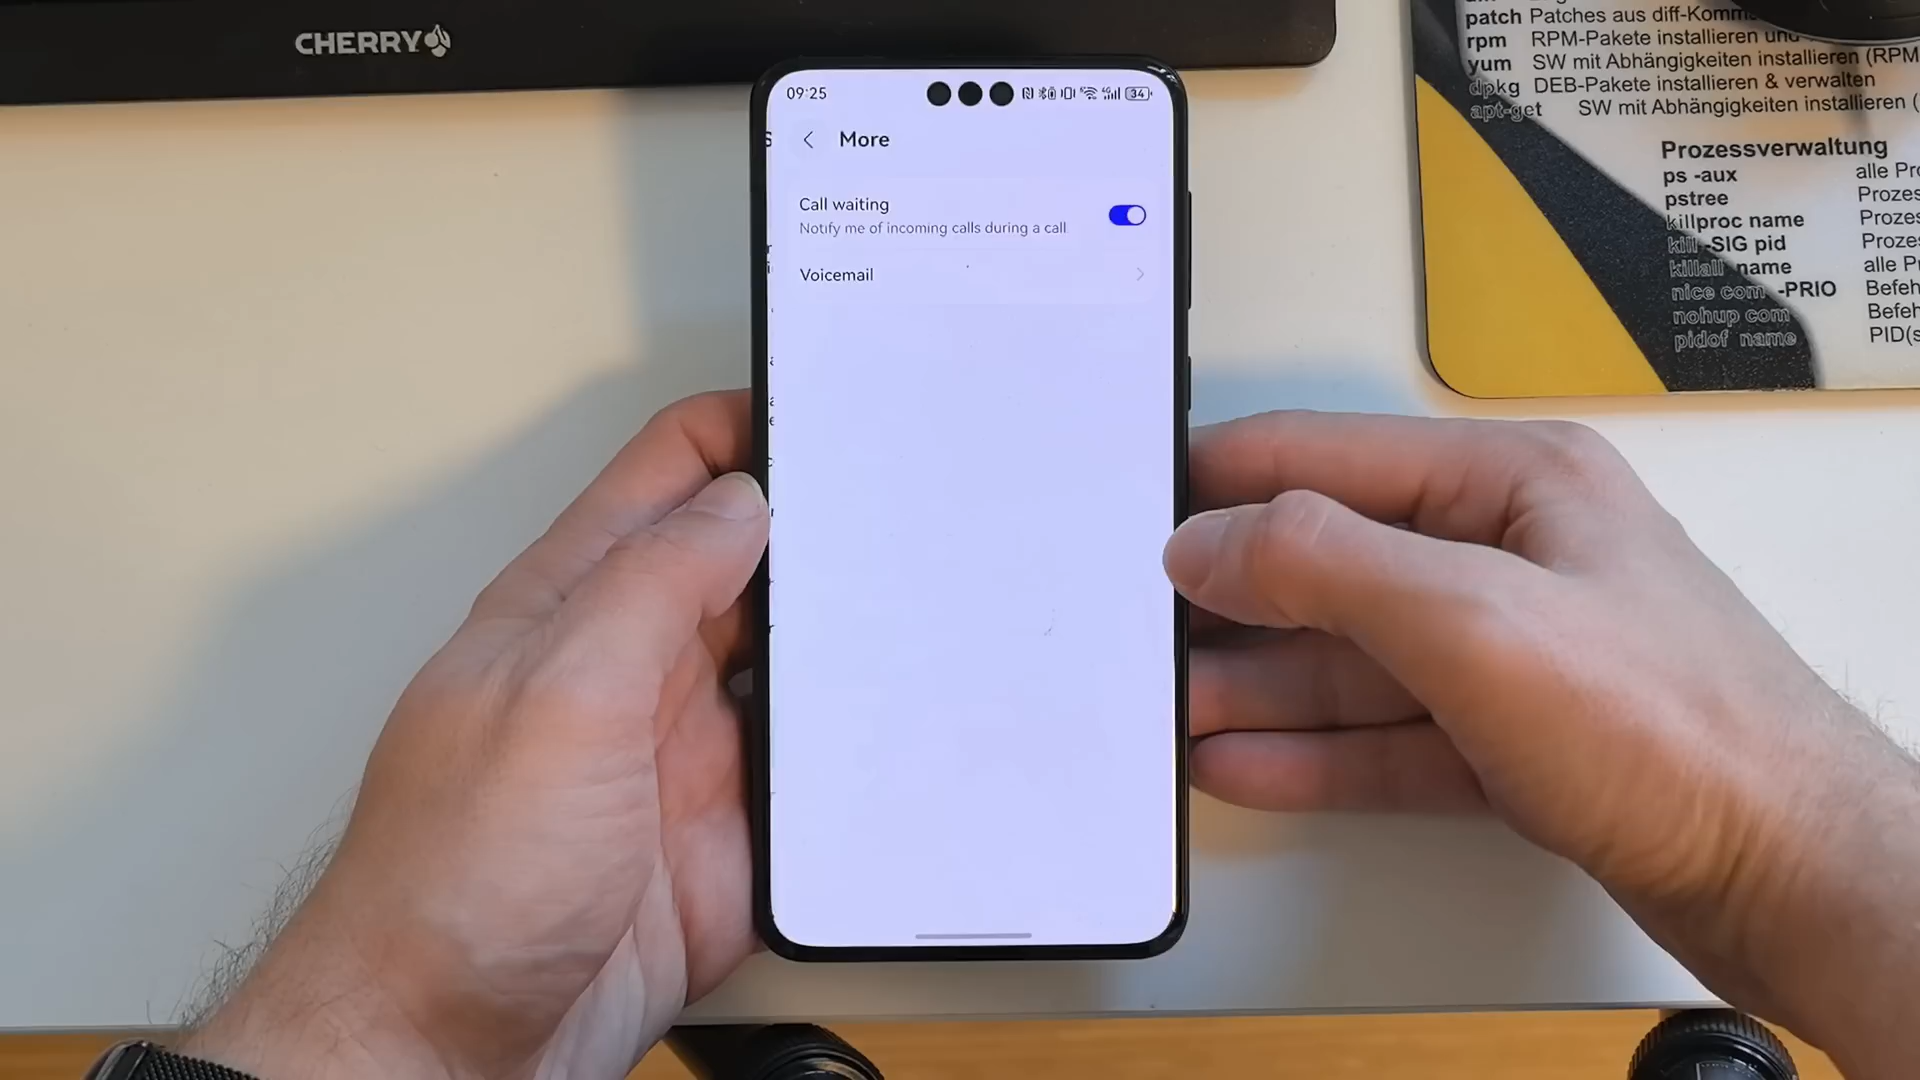 CHERRY
patch Patches aus diff-Komm
rpm RPM-Pakete installieren und
yum SW mit Abhängigkeiten installieren (RPM
dpkg DEB-Pakete installieren & verwalten
apt-get SW mit Abhängigkeiten installieren (
Prozessverwaltung
ps -aux alle Pro
pstree Prozes
killproc name Prozes
kill -SIG pid Prozes
killall name alle P
nice com -PRIO Befeh
nohup com Befeh
pidof name PID(s
09:25
34
More
Call waiting
Notify me of incoming calls during a call
Voicemail